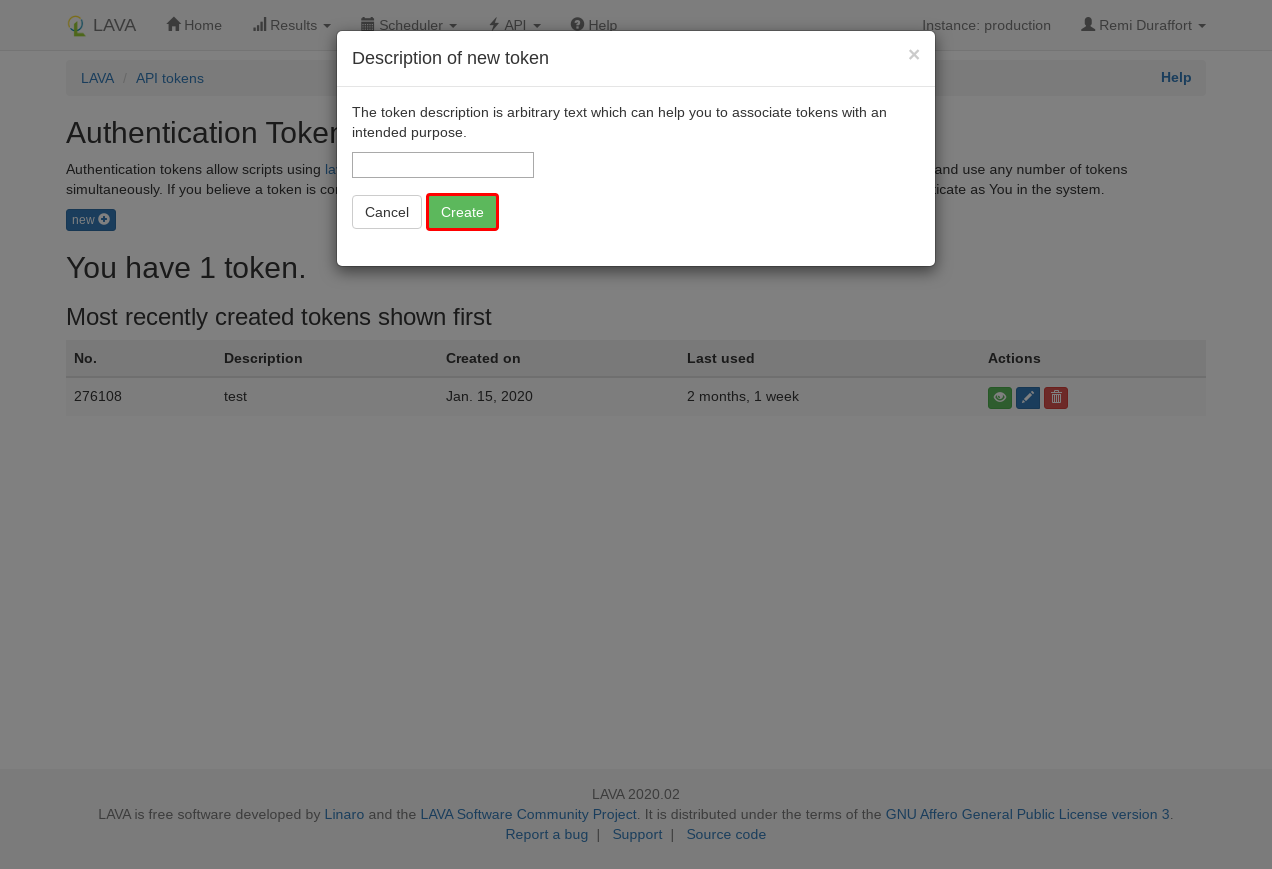 LAVA Home Results Scheduler API Help Instance: production Remi Duraffort
Description of new token ×
LAVA / API tokens Help
The token description is arbitrary text which can help you to associate tokens with an
intended purpose.
Authentication Token
Authentication tokens allow scripts using la and use any number of tokens
simultaneously. If you believe a token is co icate as You in the system.
Cancel Create
new
You have 1 token.
Most recently created tokens shown first
No. Description Created on Last used Actions
276108 test Jan. 15, 2020 2 months, 1 week
LAVA 2020.02
LAVA is free software developed by Linaro and the LAVA Software Community Project. It is distributed under the terms of the GNU Affero General Public License version 3.
Report a bug | Support | Source code